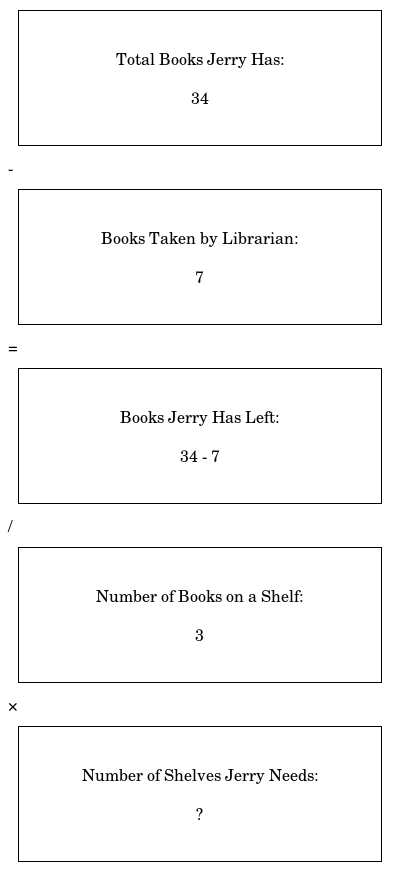 Total Books Jerry Has:
34
-
Books Taken by Librarian:
7
=
Books Jerry Has Left:
34 - 7
/
Number of Books on a Shelf:
3
×
Number of Shelves Jerry Needs:
?